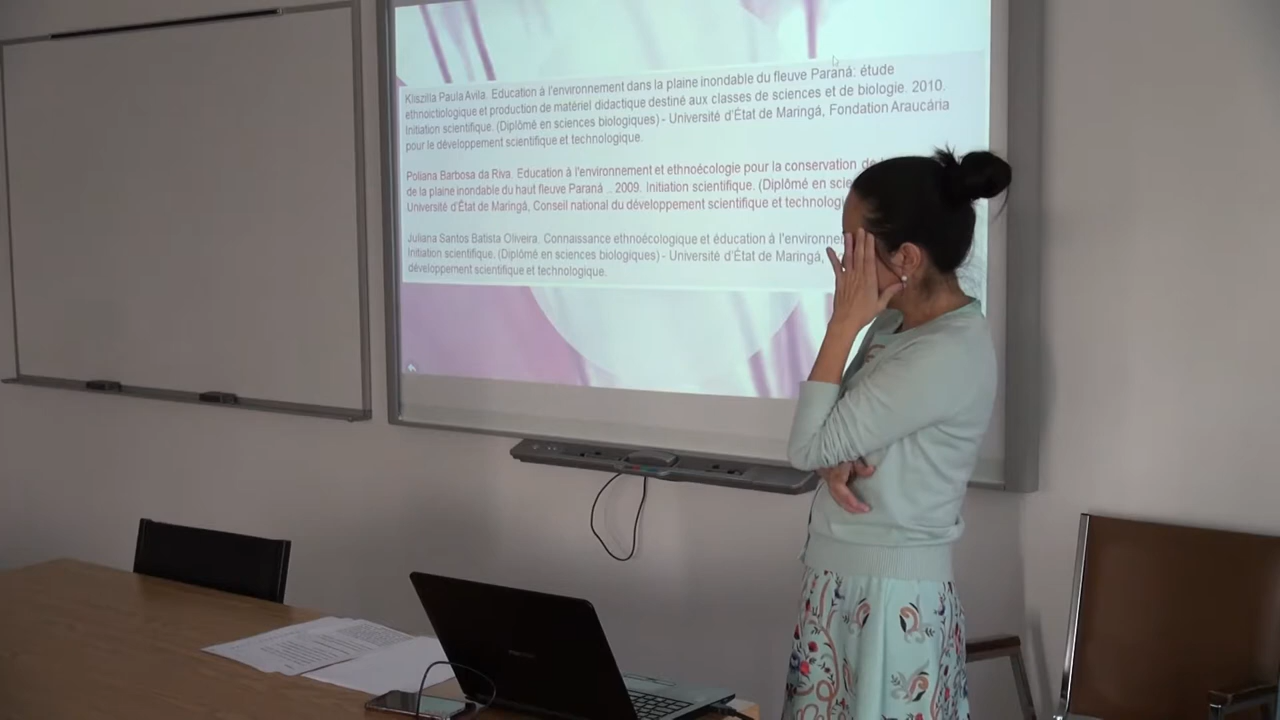 Kliszilla Paula Avila. Education à l'environnement dans la plaine inondable du fleuve Paraná: étude
ethnoictiologique et production de matériel didactique destiné aux classes de sciences et de biologie. 2010.
Initiation scientifique. (Diplômé en sciences biologiques) - Université d'État de Maringá, Fondation Araucária
pour le développement scientifique et technologique.
Poliana Barbosa da Riva. Education à l'environnement et ethnoécologie pour la conservation de
de la plaine inondable du haut fleuve Paraná .. 2009. Initiation scientifique. (Diplômé en scie
Université d'État de Maringá, Conseil national du développement scientifique et technolog
Juliana Santos Batista Oliveira. Connaissance ethnoécologique et éducation à l'environne
Initiation scientifique. (Diplômé en sciences biologiques) - Université d'État de Maringá,
développement scientifique et technologique.